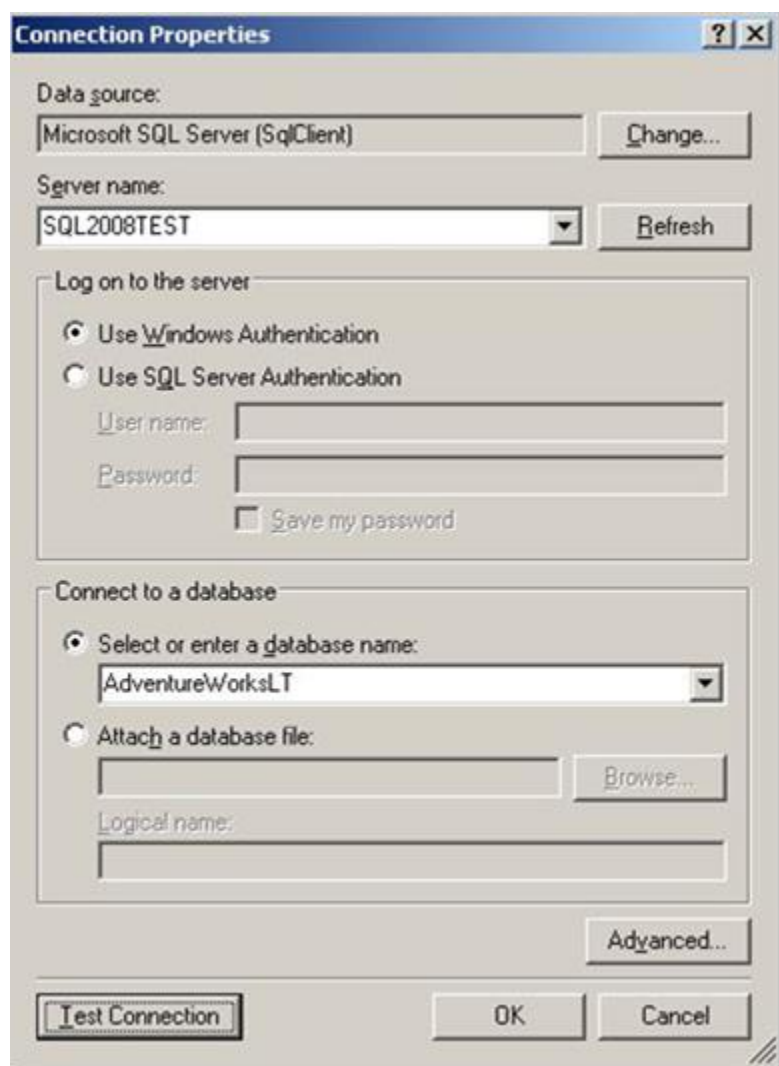 Connection Properties
Data source:
Microsoft SQL Server (SqlClient)
Change...
Server name:
SQL2008TEST
Refresh
Log on to the server
Use Windows Authentication
Use SQL Server Authentication
User name:
Password:
Save my password
Connect to a database
Select or enter a database name:
AdventureWorksLT
Attach a database file:
Browse...
Logical name:
Advanced...
Test Connection
OK
Cancel